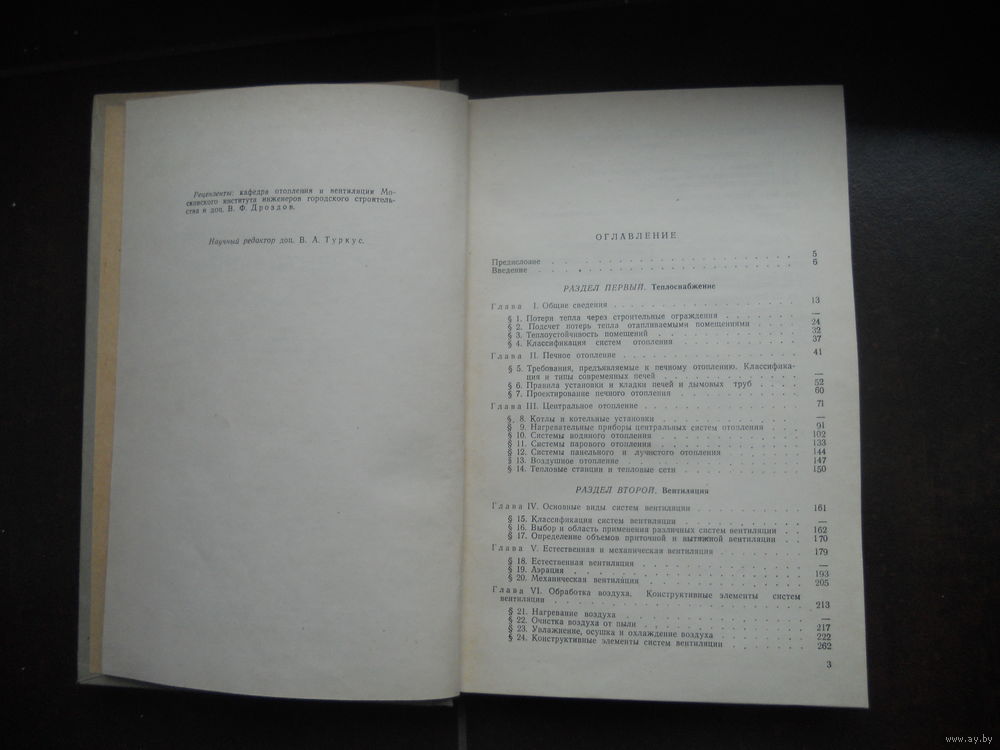 Рецензенты: кафедра отопления и вентиляции Мо-
сковского института инженеров городского строитель-
ства и доц. В. Ф. Дроздов.
Научный редактор доц. В. А. Туркус.
ОГЛАВЛЕНИЕ
Предисловие . . . . . . . . . . 5
Введение . . . . . . . . . . 6
РАЗДЕЛ ПЕРВЫЙ. Теплоснабжение
Глава I. Общие сведения . . . . . . . . . . 13
§ 1. Потери тепла через строительные ограждения . . . . . . —
§ 2. Подсчет потерь тепла отапливаемыми помещениями . . . . 24
§ 3. Теплоустойчивость помещений . . . . . . . . 32
§ 4. Классификация систем отопления . . . . . . . . 37
Глава II. Печное отопление . . . . . . . . . . 41
§ 5. Требования, предъявляемые к печному отоплению. Классифика-
ция и типы современных печей . . . . . . . . —
§ 6. Правила установки и кладки печей и дымовых труб . . . . 52
§ 7. Проектирование печного отопления . . . . . . . . 60
Глава III. Центральное отопление . . . . . . . . . . 71
§ 8. Котлы и котельные установки . . . . . . . . —
§ 9. Нагревательные приборы центральных систем отопления . . . 91
§ 10. Системы водяного отопления . . . . . . . . 102
§ 11. Системы парового отопления . . . . . . . . 133
§ 12. Системы панельного и лучистого отопления . . . . . 144
§ 13. Воздушное отопление . . . . . . . . 147
§ 14. Тепловые станции и тепловые сети . . . . . . . . 150
РАЗДЕЛ ВТОРОЙ. Вентиляция
Глава IV. Основные виды систем вентиляции . . . . . . . 161
§ 15. Классификация систем вентиляции . . . . . . . . —
§ 16. Выбор и область применения различных систем вентиляции . . 162
§ 17. Определение объемов приточной и вытяжной вентиляции . . 170
Глава V. Естественная и механическая вентиляция . . . . . . 179
§ 18. Естественная вентиляция . . . . . . . . —
§ 19. Аэрация . . . . . . . . 193
§ 20. Механическая вентиляция . . . . . . . . 205
Глава VI. Обработка воздуха. Конструктивные элементы систем
вентиляции . . . . . . . . . . 213
§ 21. Нагревание воздуха . . . . . . . . —
§ 22. Очистка воздуха от пыли . . . . . . . . 217
§ 23. Увлажнение, осушка и охлаждение воздуха . . . . . . 222
§ 24. Конструктивные элементы систем вентиляции . . . . . . 262
3
www.ay.by